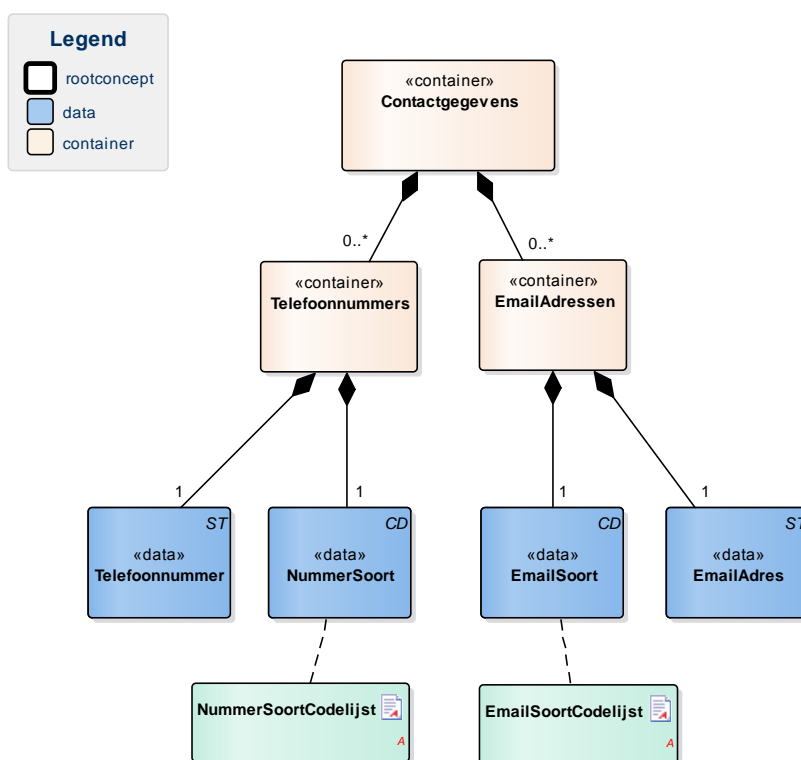 Legend
rootconcept
data
container
«container»
Contactgegevens
0..*
0..*
«container»
Telefoonnummers
«container»
EmailAdressen
1
1
1
1
ST
«data»
Telefoonnummer
CD
«data»
NummerSoort
CD
«data»
EmailSoort
ST
«data»
EmailAdres
NummerSoortCodelijst
A
EmailSoortCodelijst
A